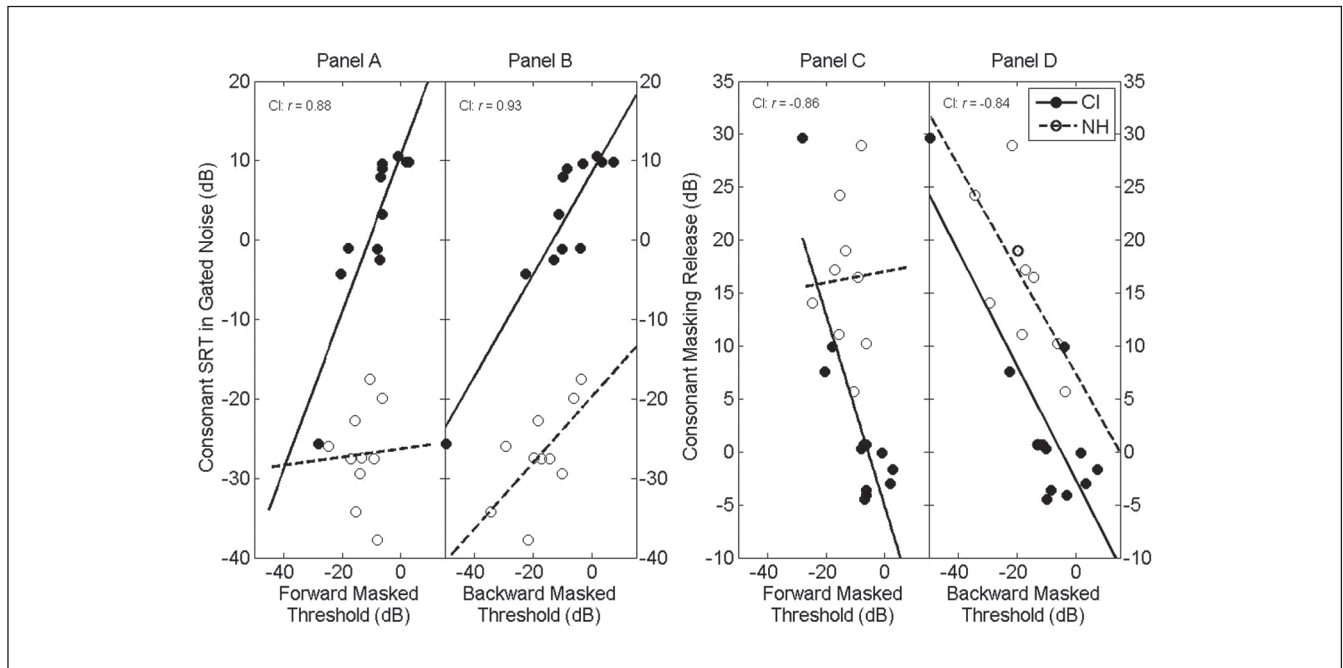 Panel A
Panel B
Panel C
Panel D
CI: r = 0.88
CI: r = 0.93
CI: r = -0.86
CI: r = -0.84
CI
NH
Consonant SRT in Gated Noise (dB)
20
10
0
-10
-20
-30
-40
20
10
0
-10
-20
-30
-40
-40 -20 0
Forward Masked
Threshold (dB)
-40 -20 0
Backward Masked
Threshold (dB)
Consonant Masking Release (dB)
35
30
25
20
15
10
5
0
-5
-10
35
30
25
20
15
10
5
0
-5
-10
-40 -20 0
Forward Masked
Threshold (dB)
-40 -20 0
Backward Masked
Threshold (dB)